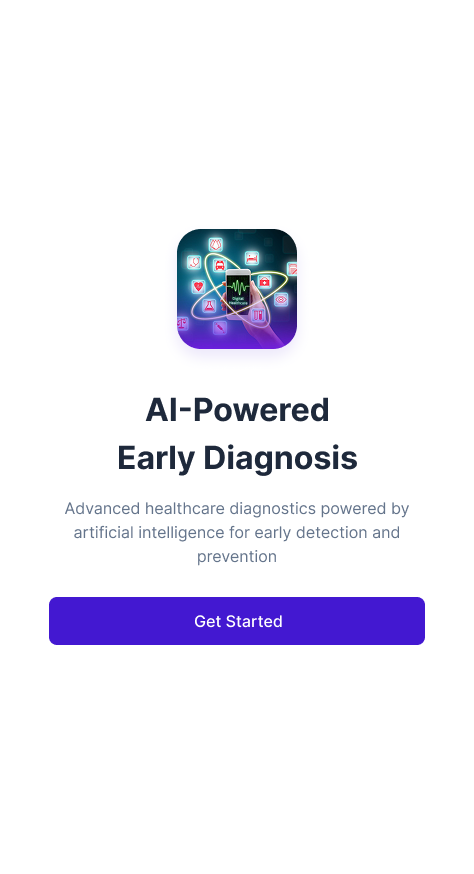 Digital
Healthcare
AI-Powered
Early Diagnosis
Advanced healthcare diagnostics powered by
artificial intelligence for early detection and
prevention
Get Started